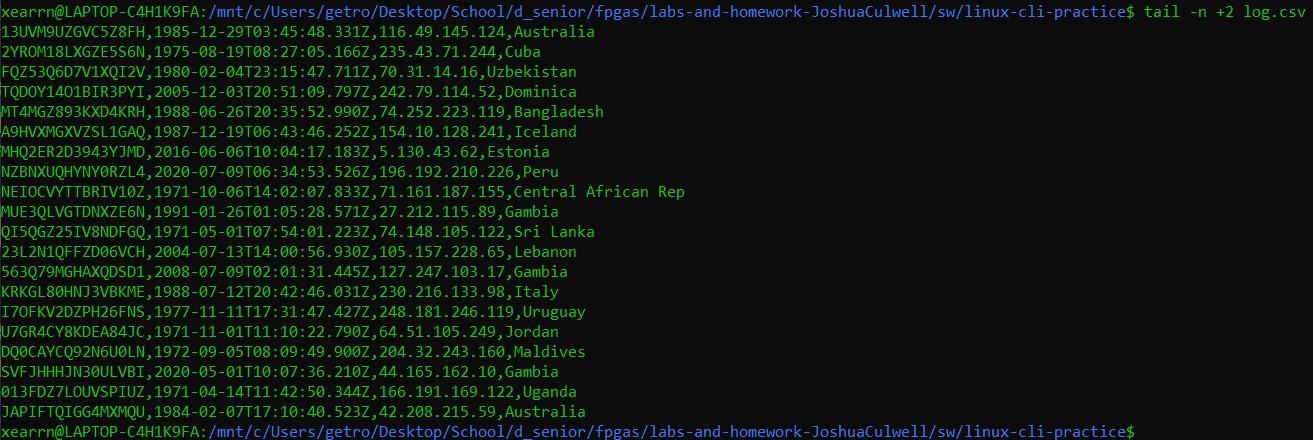 xearrn@LAPTOP-C4H1K9FA:/mnt/c/Users/getro/Desktop/School/d_senior/fpgas/labs-and-homework-JoshuaCulwell/sw/linux-cli-practice$ tail -n +2 log.csv
13UVM9UZGVC5Z8FH,1985-12-29T03:45:48.331Z,116.49.145.124,Australia
2YROM18LXGZE5S6N,1975-08-19T08:27:05.166Z,235.43.71.244,Cuba
FQZ53Q6D7V1XQI2V,1980-02-04T23:15:47.711Z,70.31.14.16,Uzbekistan
TQDOY14O1BIR3PYI,2005-12-03T20:51:09.797Z,242.79.114.52,Dominica
MT4MGZ893KXD4KRH,1988-06-26T20:35:52.990Z,74.252.223.119,Bangladesh
A9HVXMGXVZSL1GAQ,1987-12-19T06:43:46.252Z,154.10.128.241,Iceland
MHQ2ER2D3943YJMD,2016-06-06T10:04:17.183Z,5.130.43.62,Estonia
NZBNXUQHYNY0RZL4,2020-07-09T06:34:53.526Z,196.192.210.226,Peru
NEIOCVYTTBRIV10Z,1971-10-06T14:02:07.833Z,71.161.187.155,Central African Rep
MUE3QLVGTDNXZE6N,1991-01-26T01:05:28.571Z,27.212.115.89,Gambia
QI5QGZ25IV8NDFGQ,1971-05-01T07:54:01.223Z,74.148.105.122,Sri Lanka
23L2N1QFFZD06VCH,2004-07-13T14:00:56.930Z,105.157.228.65,Lebanon
563Q79MGHAXQDSD1,2008-07-09T02:01:31.445Z,127.247.103.17,Gambia
KRKGL80HNJ3VBKME,1988-07-12T20:42:46.031Z,230.216.133.98,Italy
I7OFKV2DZPH26FNS,1977-11-11T17:31:47.427Z,248.181.246.119,Uruguay
U7GR4CY8KDEA84JC,1971-11-01T11:10:22.790Z,64.51.105.249,Jordan
DQ0CAYCQ92N6U0LN,1972-09-05T08:09:49.900Z,204.32.243.160,Maldives
SVFJHHHJN30ULVBI,2020-05-01T10:07:36.210Z,44.165.162.10,Gambia
013FDZ7LOUVSPIUZ,1971-04-14T11:42:50.344Z,166.191.169.122,Uganda
JAPIFTQIGG4MXMQU,1984-02-07T17:10:40.523Z,42.208.215.59,Australia
xearrn@LAPTOP-C4H1K9FA:/mnt/c/Users/getro/Desktop/School/d_senior/fpgas/labs-and-homework-JoshuaCulwell/sw/linux-cli-practice$